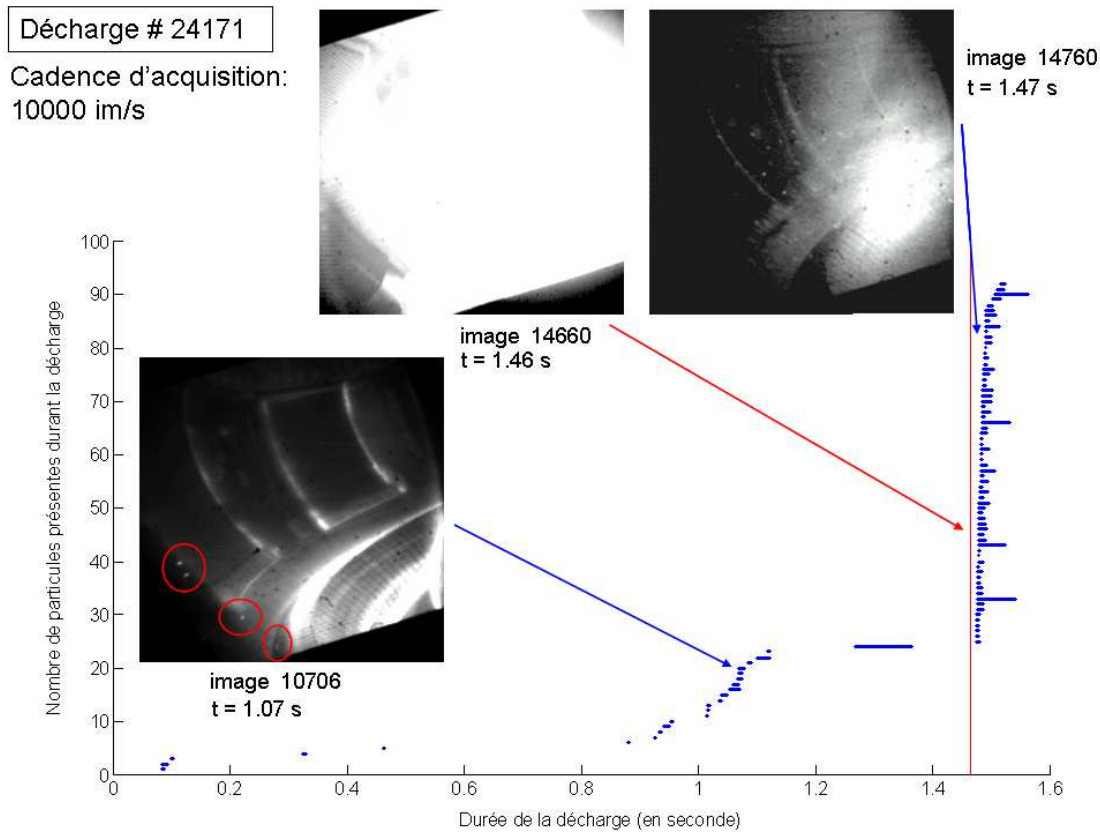 Décharge # 24171
Cadence d'acquisition:
10000 im/s
image 14760
t = 1.47 s
image 14660
t = 1.46 s
image 10706
t = 1.07 s
Nombre de particules présentes durant la décharge
100
90
80
70
60
50
40
30
20
10
0
0 0.2 0.4 0.6 0.8 1 1.2 1.4 1.6
Durée de la décharge (en seconde)